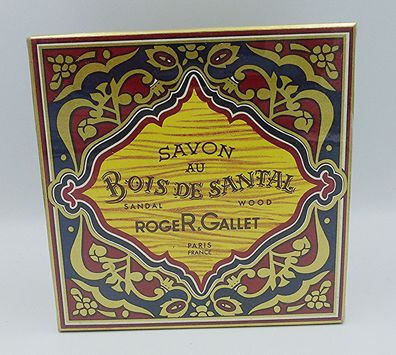 SAVON
AU
BOIS DE SANTAL
SANDAL WOOD
ROGER.GALLET
PARIS
FRANCE